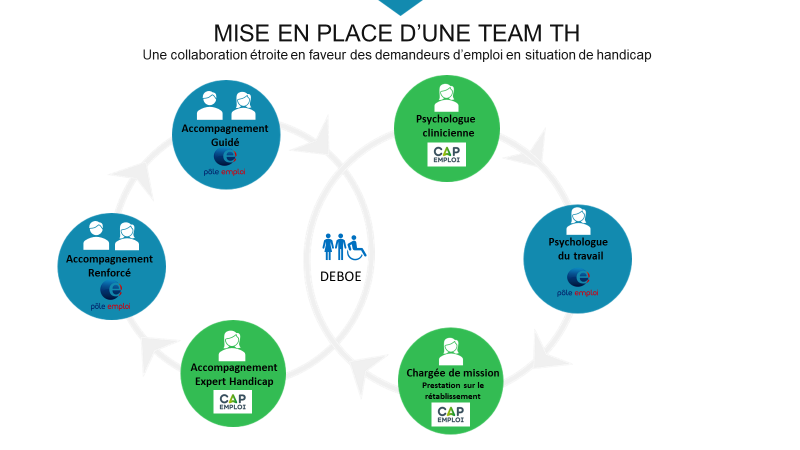 MISE EN PLACE D’UNE TEAM TH
Une collaboration étroite en faveur des demandeurs d’emploi en situation de handicap
Accompagnement
Guidé
pôle emploi
Psychologue
clinicienne
CAP
EMPLOI
Accompagnement
Renforcé
pôle emploi
DEBOE
Psychologue
du travail
pôle emploi
Accompagnement
Expert Handicap
CAP
EMPLOI
Chargée de mission
Prestation sur le
rétablissement
CAP
EMPLOI